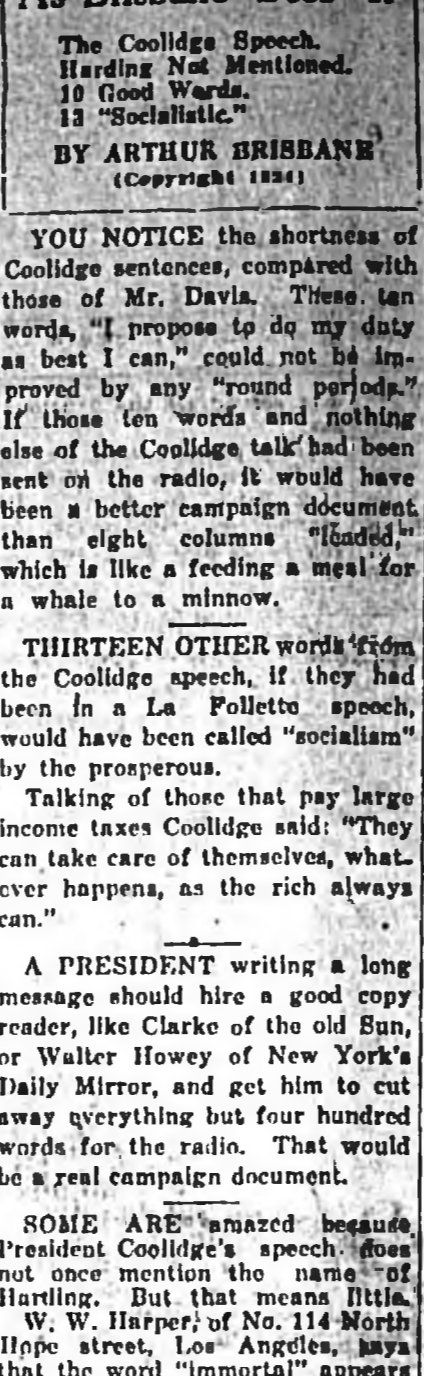 The Coolidge Speech.
Harding Not Mentioned.
10 Good Words.
13 "Socialistic."
BY ARTHUR BRISBANE
(Copyright 1924)
YOU NOTICE the shortness of
Coolidge sentences, compared with
those of Mr. Davis. These ten
words, "I propose to do my duty
as best I can," could not be im-
proved by any "round periods."
If those ten words and nothing
else of the Coolidge talk had been
sent on the radio, it would have
been a better campaign document
than eight columns "leaded,"
which is like a feeding a meal for
a whale to a minnow.
THIRTEEN OTHER words from
the Coolidge speech, if they had
been in a La Follette speech,
would have been called "socialism"
by the prosperous.
Talking of those that pay large
income taxes Coolidge said: "They
can take care of themselves, what-
ever happens, as the rich always
can."
A PRESIDENT writing a long
message should hire a good copy
reader, like Clarke of the old Sun,
or Walter Howey of New York's
Daily Mirror, and get him to cut
away everything but four hundred
words for the radio. That would
be a real campaign document.
SOME ARE amazed because
President Coolidge's speech does
not once mention the name of
Harding. But that means little.
W. W. Harper, of No. 114 North
Hope street, Los Angeles, says
that the word "immortal" appears